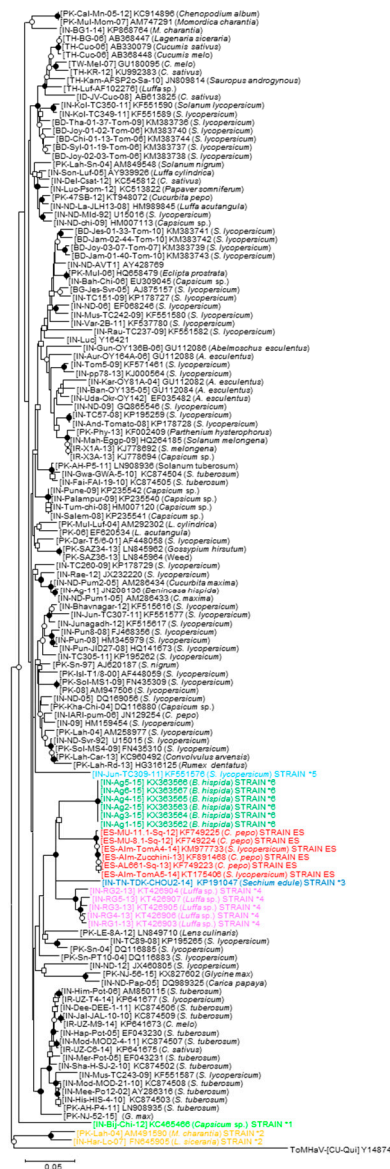 [PK-Cal-Mn-05-12] KC914896 (Chenopodium album)
[PK-Mul-Mom-07] AM747291 (Momordica charantia)
[IN-BG1-14] KP868764 (M. charantia)
[TH-BG-06] AB368447 (Lagenaria siceraria)
[TH-Cuc-06] AB330079 (Cucumis sativus)
[TH-Cuc-06] AB368448 (Cucumis melo)
[TW-Mel-07] GU180095 (C. melo)
[TH-KR-12] KU992383 (C. sativus)
[TH-Kam-AFSP2c-Sa-10] JN809814 (Sauropus androgynous)
[TH-Luf-AF102276] (Luffa sp.)
[ID-JV-Cuc-08] AB613825 (C. sativus)
[IN-Kol-TC350-11] KF551590 (Solanum lycopersicum)
[IN-Kol-TC349-11] KF551589 (S. lycopersicum)
[BD-Tha-01-37-Tom-09] KM383736 (S. lycopersicum)
[BD-Joy-01-02-Tom-06] KM383740 (S. lycopersicum)
[BD-Chi-01-13-Tom-06] KM383744 (S. lycopersicum)
[BD-Syl-01-19-Tom-06] KM383737 (S. lycopersicum)
[BD-Joy-02-03-Tom-07] KM383738 (S. lycopersicum)
[PK-Lah-Sn-04] AM849548 (Solanum nigrum)
[IN-Son-Luf-05] AY939926 (Luffa cylindrica)
[IN-Del-Csat-12] KC545812 (C. sativus)
[IN-Luc-Psom-12] KC513822 (Papaver somniferum)
[PK-47SB-12] KT948072 (Cucurbita pepo)
[IN-ND-La-JLH13-08] HM989845 (Luffa acutangula)
[IN-ND-Mld-92] U15016 (S. lycopersicum)
[IN-ND-chi-09] HM007113 (Capsicum sp.)
[BD-Jes-01-33-Tom-10] KM383741 (S. lycopersicum)
[BD-Jam-02-44-Tom-10] KM383742 (S. lycopersicum)
[BD-Joy-03-07-Tom-07] KM383739 (S. lycopersicum)
[BD-Jam-01-40-Tom-10] KM383743 (S. lycopersicum)
[IN-ND-AVT1] AY428769
[PK-Mul-06] HQ658479 (Eclipta prostrata)
[IN-Bah-Chi-06] EU309045 (Capsicum sp.)
[BG-Jes-Svr-05] AJ875157 (S. lycopersicum)
[IN-TC151-09] KP178727 (S. lycopersicum)
[IN-ND-06] EF068246 (S. lycopersicum)
[IN-Mus-TC242-09] KF551580 (S. lycopersicum)
[IN-Var-2B-11] KF537780 (S. lycopersicum)
[IN-Rau-TC237-09] KF551582 (S. lycopersicum)
[IN-Luc] Y16421
[IN-Gun-OY136B-06] GU112086 (Abelmoschus esculentus)
[IN-Aur-OY164A-06] GU112088 (A. esculentus)
[IN-Tom5-09] KF571461 (S. lycopersicum)
[IN-pp78-13] KJ000564 (S. lycopersicum)
[IN-Kar-OY81A-04] GU112082 (A. esculentus)
[IN-Ban-OY135-05] GU112084 (A. esculentus)
[IN-Uda-Okr-OY142] EF035482 (A. esculentus)
[IN-ND-09] GQ865546 (S. lycopersicum)
[IN-TC57-08] KP195259 (S. lycopersicum)
[IN-And-Tomato-08] KP178728 (S. lycopersicum)
[PK-Phy-13] KF002409 (Parthenium hysterophorus)
[IN-Mah-Eggp-09] HQ264185 (Solanum melongena)
[IR-X1A-13] KJ778692 (S. melongena)
[IR-X3A-13] KJ778694 (Capsicum sp.)
[PK-AH-P5-11] LN908936 (Solanum tuberosum)
[IN-Gwa-GWA-5-10] KC874504 (S. tuberosum)
[IN-Fai-FAI-19-10] KC874505 (S. tuberosum)
[IN-Pune-09] KP235542 (Capsicum sp.)
[IN-Palampur-09] KP235540 (Capsicum sp.)
[IN-Tum-chi-08] HM007120 (Capsicum sp.)
[IN-Salem-08] KP235541 (Capsicum sp.)
[PK-Mul-Luf-04] AM292302 (L. cylindrica)
[PK-06] EF620534 (L. acutangula)
[PK-Dar-T5/6-01] AF448058 (S. lycopersicum)
[PK-SAZ34-13] LN845962 (Gossypium hirsutum)
[PK-SAZ36-13] LN845964 (Weed)
[IN-TC260-09] KP178729 (S. lycopersicum)
[IN-Rae-12] JX232220 (S. lycopersicum)
[IN-ND-Pum2-05] AM286434 (Cucurbita maxima)
[IN-Ag-11] JN208136 (Benincasa hispida)
[IN-ND-Pum1-05] AM286433 (C. maxima)
[IN-Bhavnagar-12] KF515616 (S. lycopersicum)
[IN-Jun-TC307-11] KF551577 (S. lycopersicum)
[IN-Junagadh-12] KF515617 (S. lycopersicum)
[IN-Pun8-08] FJ468356 (S. lycopersicum)
[IN-Pun-08] HM345979 (S. lycopersicum)
[IN-Pun-JID27-08] HQ141673 (S. lycopersicum)
[IN-TC305-11] KP195262 (S. lycopersicum)
[PK-Sn-97] AJ620187 (S. nigrum)
[PK-Isl-T1/8-00] AF448059 (S. lycopersicum)
[PK-Sol-MS1-09] FN435309 (S. lycopersicum)
[PK-08] AM947506 (S. lycopersicum)
[IN-ND-05] DQ169056 (S. lycopersicum)
[PK-Kha-Chi-04] DQ116880 (Capsicum sp.)
[IN-IARI-pum-06] JN129254 (C. pepo)
[IN-09] HM159454 (S. lycopersicum)
[PK-Lah-04] AM258977 (S. lycopersicum)
[IN-ND-Svr-92] U15015 (S. lycopersicum)
[PK-Sol-MS4-09] FN435310 (S. lycopersicum)
[PK-Lah-Car-13] KC960492 (Convolvulus arvensis)
[PK-Lah-Rd-13] HG316125 (Rumex dentatus)
[IN-Jun-TC309-11] KF551576 (S. lycopersicum) STRAIN *5
[IN-Ag5-15] KX363566 (B. hispida) STRAIN *6
[IN-Ag6-15] KX363567 (B. hispida) STRAIN *6
[IN-Ag4-15] KX363565 (B. hispida) STRAIN *6
[IN-Ag2-15] KX363563 (B. hispida) STRAIN *6
[IN-Ag3-15] KX363564 (B. hispida) STRAIN *6
[IN-Ag1-15] KX363562 (B. hispida) STRAIN *6
[ES-MU-11.1-Sq-12] KF749225 (C. pepo) STRAIN ES
[ES-MU-8.1-Sq-12] KF749224 (C. pepo) STRAIN ES
[ES-Alm-TomA4-14] KM977733 (S. lycopersicum) STRAIN ES
[ES-Alm-Zucchini-13] KF891468 (C. pepo) STRAIN ES
[ES-AL661-Sq-13] KF749223 (C. pepo) STRAIN ES
[ES-Alm-TomA5-14] KT175406 (S. lycopersicum) STRAIN ES
[IN-TN-TDK-CHOU2-14] KP191047 (Sechium edule) STRAIN *3
[IN-RG2-13] KT426904 (Luffa sp.) STRAIN *4
[IN-RG5-13] KT426907 (Luffa sp.) STRAIN *4
[IN-RG3-13] KT426905 (Luffa sp.) STRAIN *4
[IN-RG4-13] KT426906 (Luffa sp.) STRAIN *4
[IN-RG1-13] KT426903 (Luffa sp.) STRAIN *4
[PK-LE-8A-12] LN849710 (Lens culinaria)
[IN-TC89-08] KP195265 (S. lycopersicum)
[PK-Sn-04] DQ116885 (S. lycopersicum)
[PK-Sn-PT10-04] DQ116883 (S. lycopersicum)
[IN-ND-12] JX460805 (S. lycopersicum)
[PK-NJ-56-15] KX827602 (Glycine max)
[IN-ND-Pap-05] DQ989325 (Carica papaya)
[IN-Him-Pot-06] AM850115 (S. tuberosum)
[IR-UZ-T4-14] KP641677 (S. lycopersicum)
[IN-Dee-DEE-1-11] KC874506 (S. tuberosum)
[IN-Jal-JAL-10-10] KC874509 (S. tuberosum)
[IR-UZ-M9-14] KP641673 (C. melo)
[IN-Hap-Pot-05] EF043230 (S. tuberosum)
[IN-Mod-MOD2-4-11] KC874507 (S. tuberosum)
[IR-UZ-C6-14] KP641675 (C. sativus)
[IN-Mer-Pot-05] EF043231 (S. tuberosum)
[IN-Sha-H-SJ-2-10] KC874502 (S. tuberosum)
[IN-Mus-TC243-09] KF551587 (S. lycopersicum)
[IN-Mod-MOD-21-10] KC874508 (S. tuberosum)
[IN-Mee-Po12-02] AY286316 (S. tuberosum)
[IN-His-HIS-4-10] KC874503 (S. tuberosum)
[PK-AH-P4-11] LN908935 (S. tuberosum)
[PK-NJ-52-15] (G. max)
[IN-Bij-Chi-12] KC465466 (Capsicum sp.) STRAIN *1
[PK-Lah-04] AM491590 (M. charantia) STRAIN *2
[IN-Hat-Lo-07] FN645905 (L. siceraria) STRAIN *2
ToMHaV-[CU-Qui] Y14874
0.05